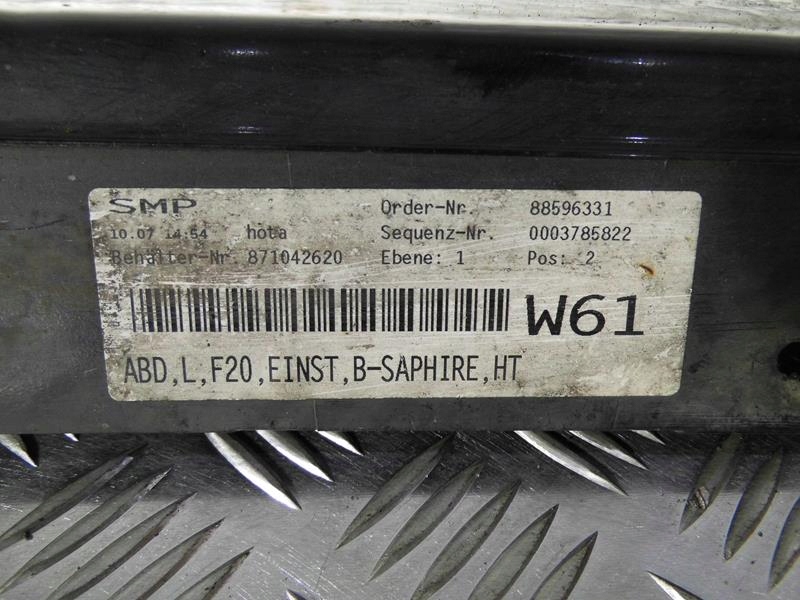 SMP Order-Nr. 88596331
10.07 14:54 hota Sequenz-Nr. 0003785822
Behälter-Nr. 871042620 Ebene: 1 Pos: 2
W61
ABD,L,F20,EINST,B-SAPHIRE,HT